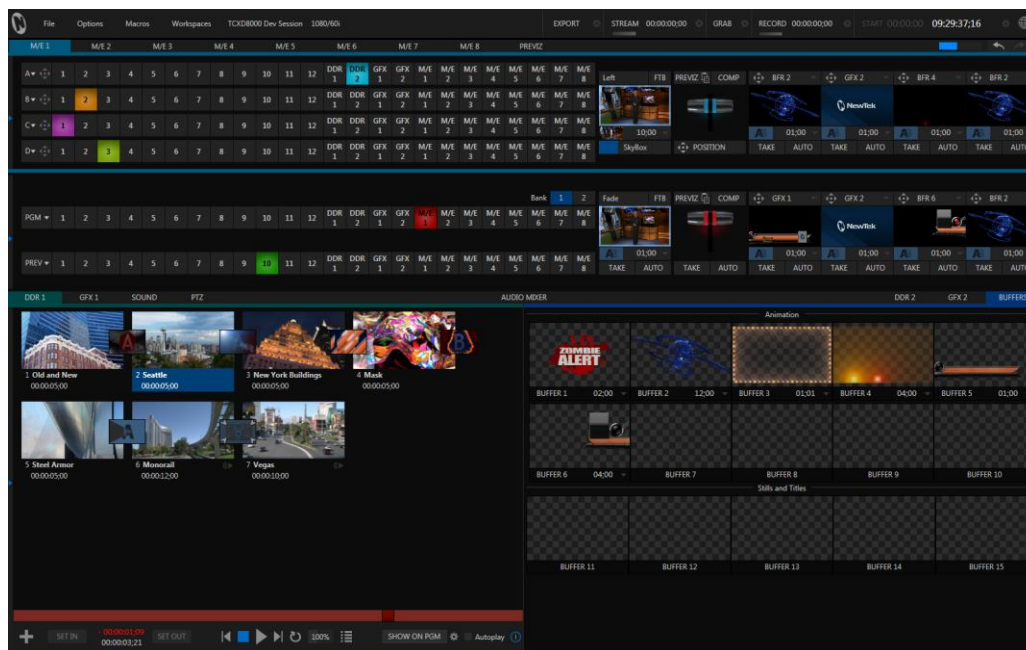 File Options Macros Workspaces TCXD8000 Dev Session 1080/60i EXPORT STREAM 00:00:00;00 GRAB RECORD 00:00:00;00 START 00:00:00 09:29:37;16
M/E 1 M/E 2 M/E 3 M/E 4 M/E 5 M/E 6 M/E 7 M/E 8 PREVIZ
A 1 2 3 4 5 6 7 8 9 10 11 12 DDR 1 DDR 2 GFX 1 GFX 2 M/E 1 M/E 2 M/E 3 M/E 4 M/E 5 M/E 6 M/E 7 M/E 8
B 1 2 3 4 5 6 7 8 9 10 11 12 DDR 1 DDR 2 GFX 1 GFX 2 M/E 1 M/E 2 M/E 3 M/E 4 M/E 5 M/E 6 M/E 7 M/E 8
C 1 2 3 4 5 6 7 8 9 10 11 12 DDR 1 DDR 2 GFX 1 GFX 2 M/E 1 M/E 2 M/E 3 M/E 4 M/E 5 M/E 6 M/E 7 M/E 8
D 1 2 3 4 5 6 7 8 9 10 11 12 DDR 1 DDR 2 GFX 1 GFX 2 M/E 1 M/E 2 M/E 3 M/E 4 M/E 5 M/E 6 M/E 7 M/E 8
Left FTB PREVIZ COMP BFR 2 GFX 2 BFR 4 BFR 2
NewTek
10;00 01;00 01;00 01;00 01;00
SkyBox POSITION TAKE AUTO TAKE AUTO TAKE AUTO TAKE AUT
Bank 1 2
PGM 1 2 3 4 5 6 7 8 9 10 11 12 DDR 1 DDR 2 GFX 1 GFX 2 M/E 1 M/E 2 M/E 3 M/E 4 M/E 5 M/E 6 M/E 7 M/E 8
PREV 1 2 3 4 5 6 7 8 9 10 11 12 DDR 1 DDR 2 GFX 1 GFX 2 M/E 1 M/E 2 M/E 3 M/E 4 M/E 5 M/E 6 M/E 7 M/E 8
Fade FTB PREVIZ COMP GFX 1 GFX 2 BFR 6 BFR 2
NewTek
01;00 01;00 01;00 01;00 01;00
TAKE AUTO TAKE AUTO TAKE AUTO TAKE AUTO TAKE AUTO TAKE AUT
DDR 1 GFX 1 SOUND PTZ AUDIO MIXER DDR 2 GFX 2 BUFFERS
A B
1 Old and New 2 Seattle 3 New York Buildings 4 Mask
00:00:05;00 00:00:05;00 00:00:05;00 00:00:05;00
A
5 Steel Armor 6 Monorail 7 Vegas
00:00:05;00 00:00:12;00 00:00:10;00
Animation
ZOMBIE
ALERT
BUFFER 1 02;00 BUFFER 2 12;00 BUFFER 3 01;01 BUFFER 4 04;00 BUFFER 5 01;00
BUFFER 6 04;00 BUFFER 7 BUFFER 8 BUFFER 9 BUFFER 10
Stills and Titles
BUFFER 11 BUFFER 12 BUFFER 13 BUFFER 14 BUFFER 15
SET IN 00:00:01;09 SET OUT 100% SHOW ON PGM Autoplay
00:00:03;21